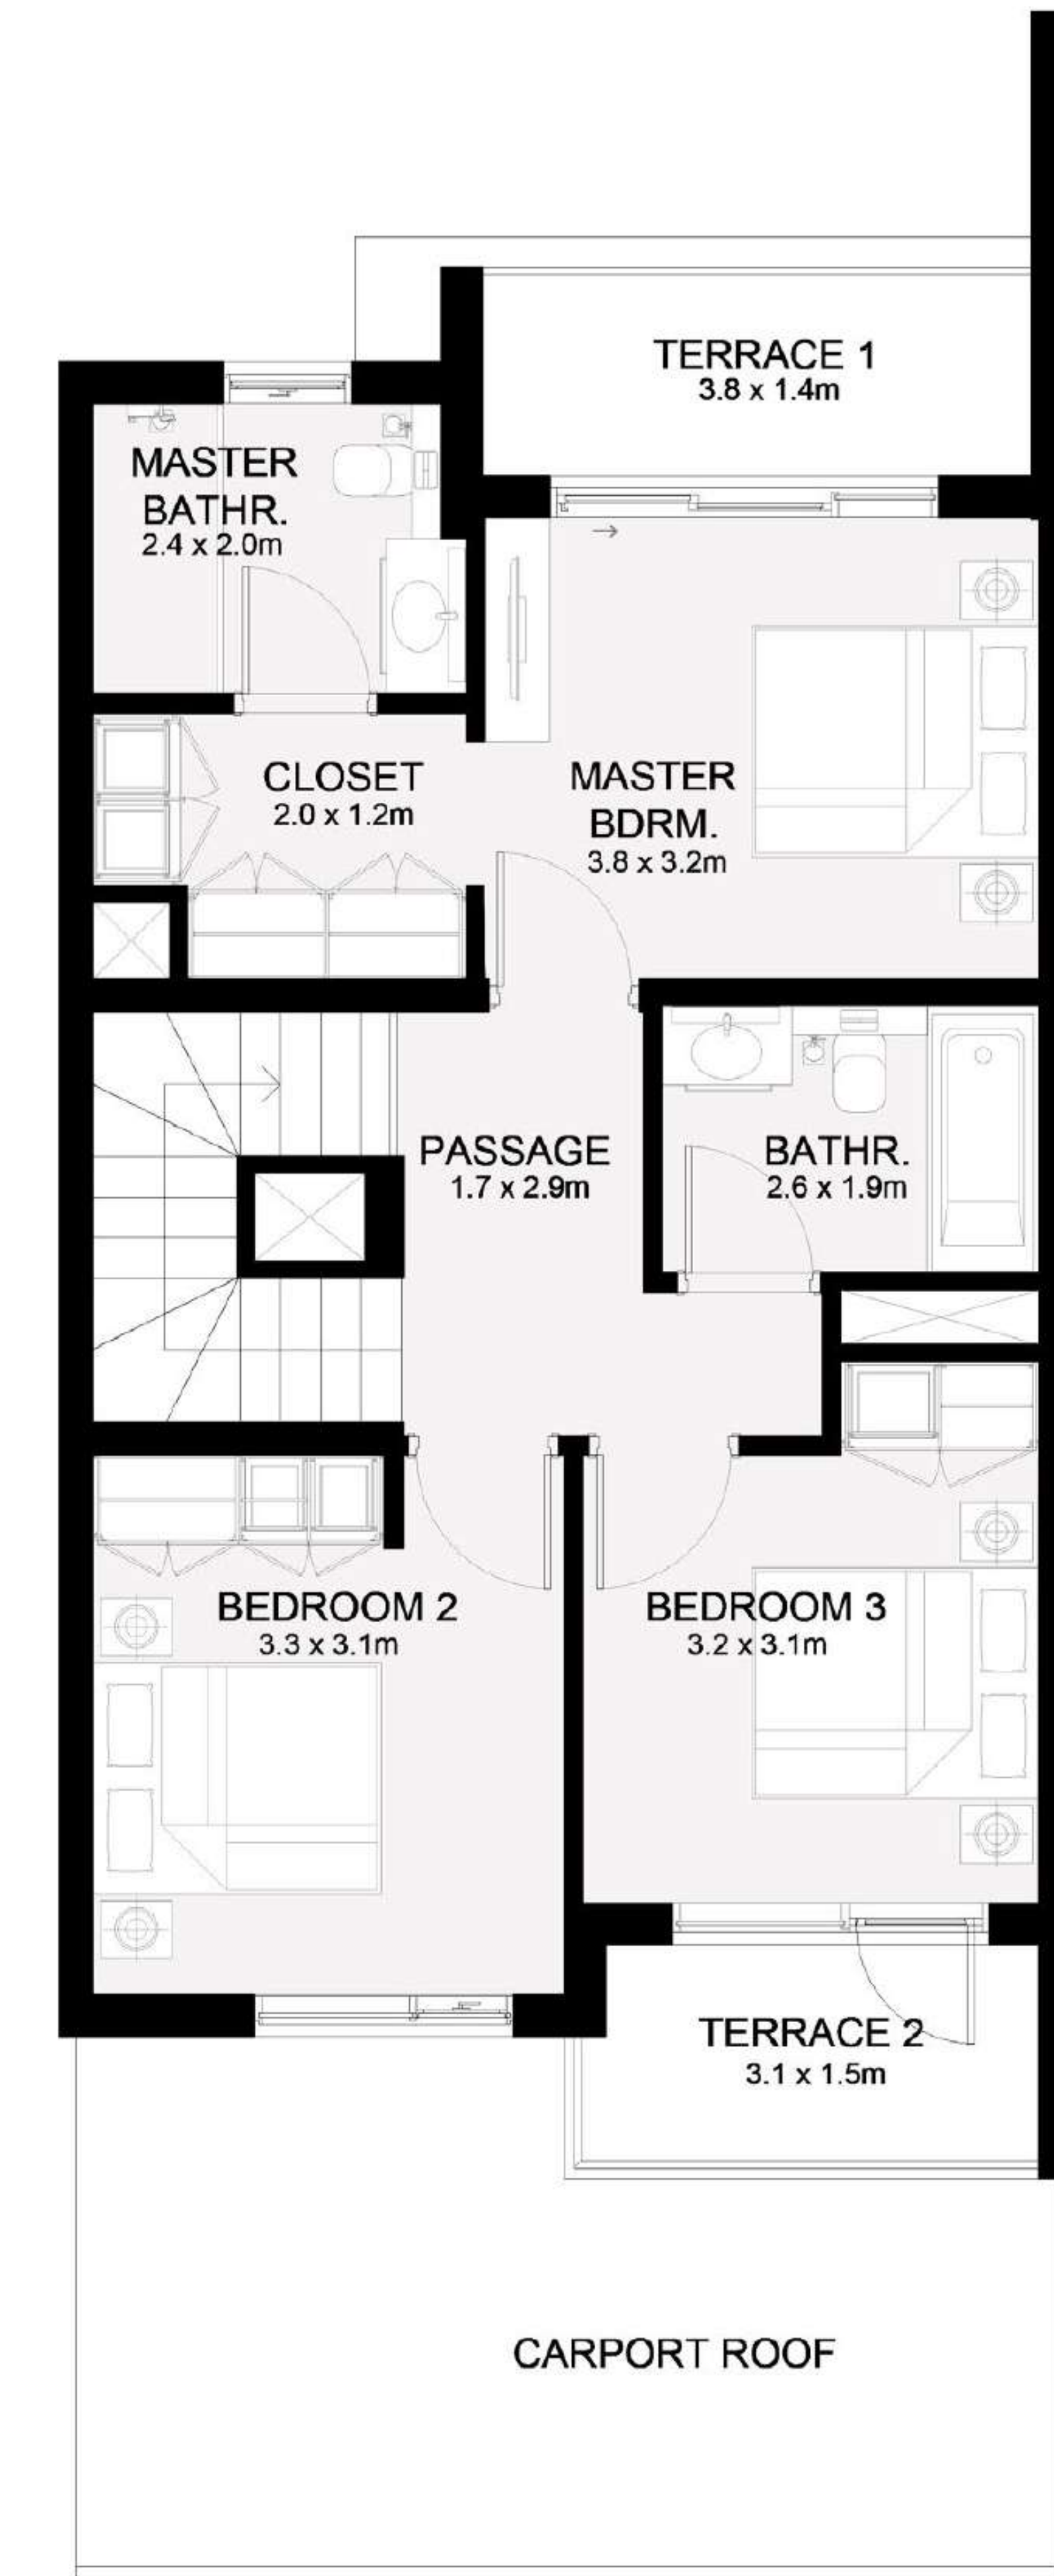 TERRACE 1
3.8 x 1.4m
MASTER
BATHR.
2.4 x 2.0m
CLOSET
2.0 x 1.2m
MASTER
BDRM.
3.8 x 3.2m
PASSAGE
1.7 x 2.9m
BATHR.
2.6 x 1.9m
BEDROOM 2
3.3 x 3.1m
BEDROOM 3
3.2 x 3.1m
TERRACE 2
3.1 x 1.5m
CARPORT ROOF